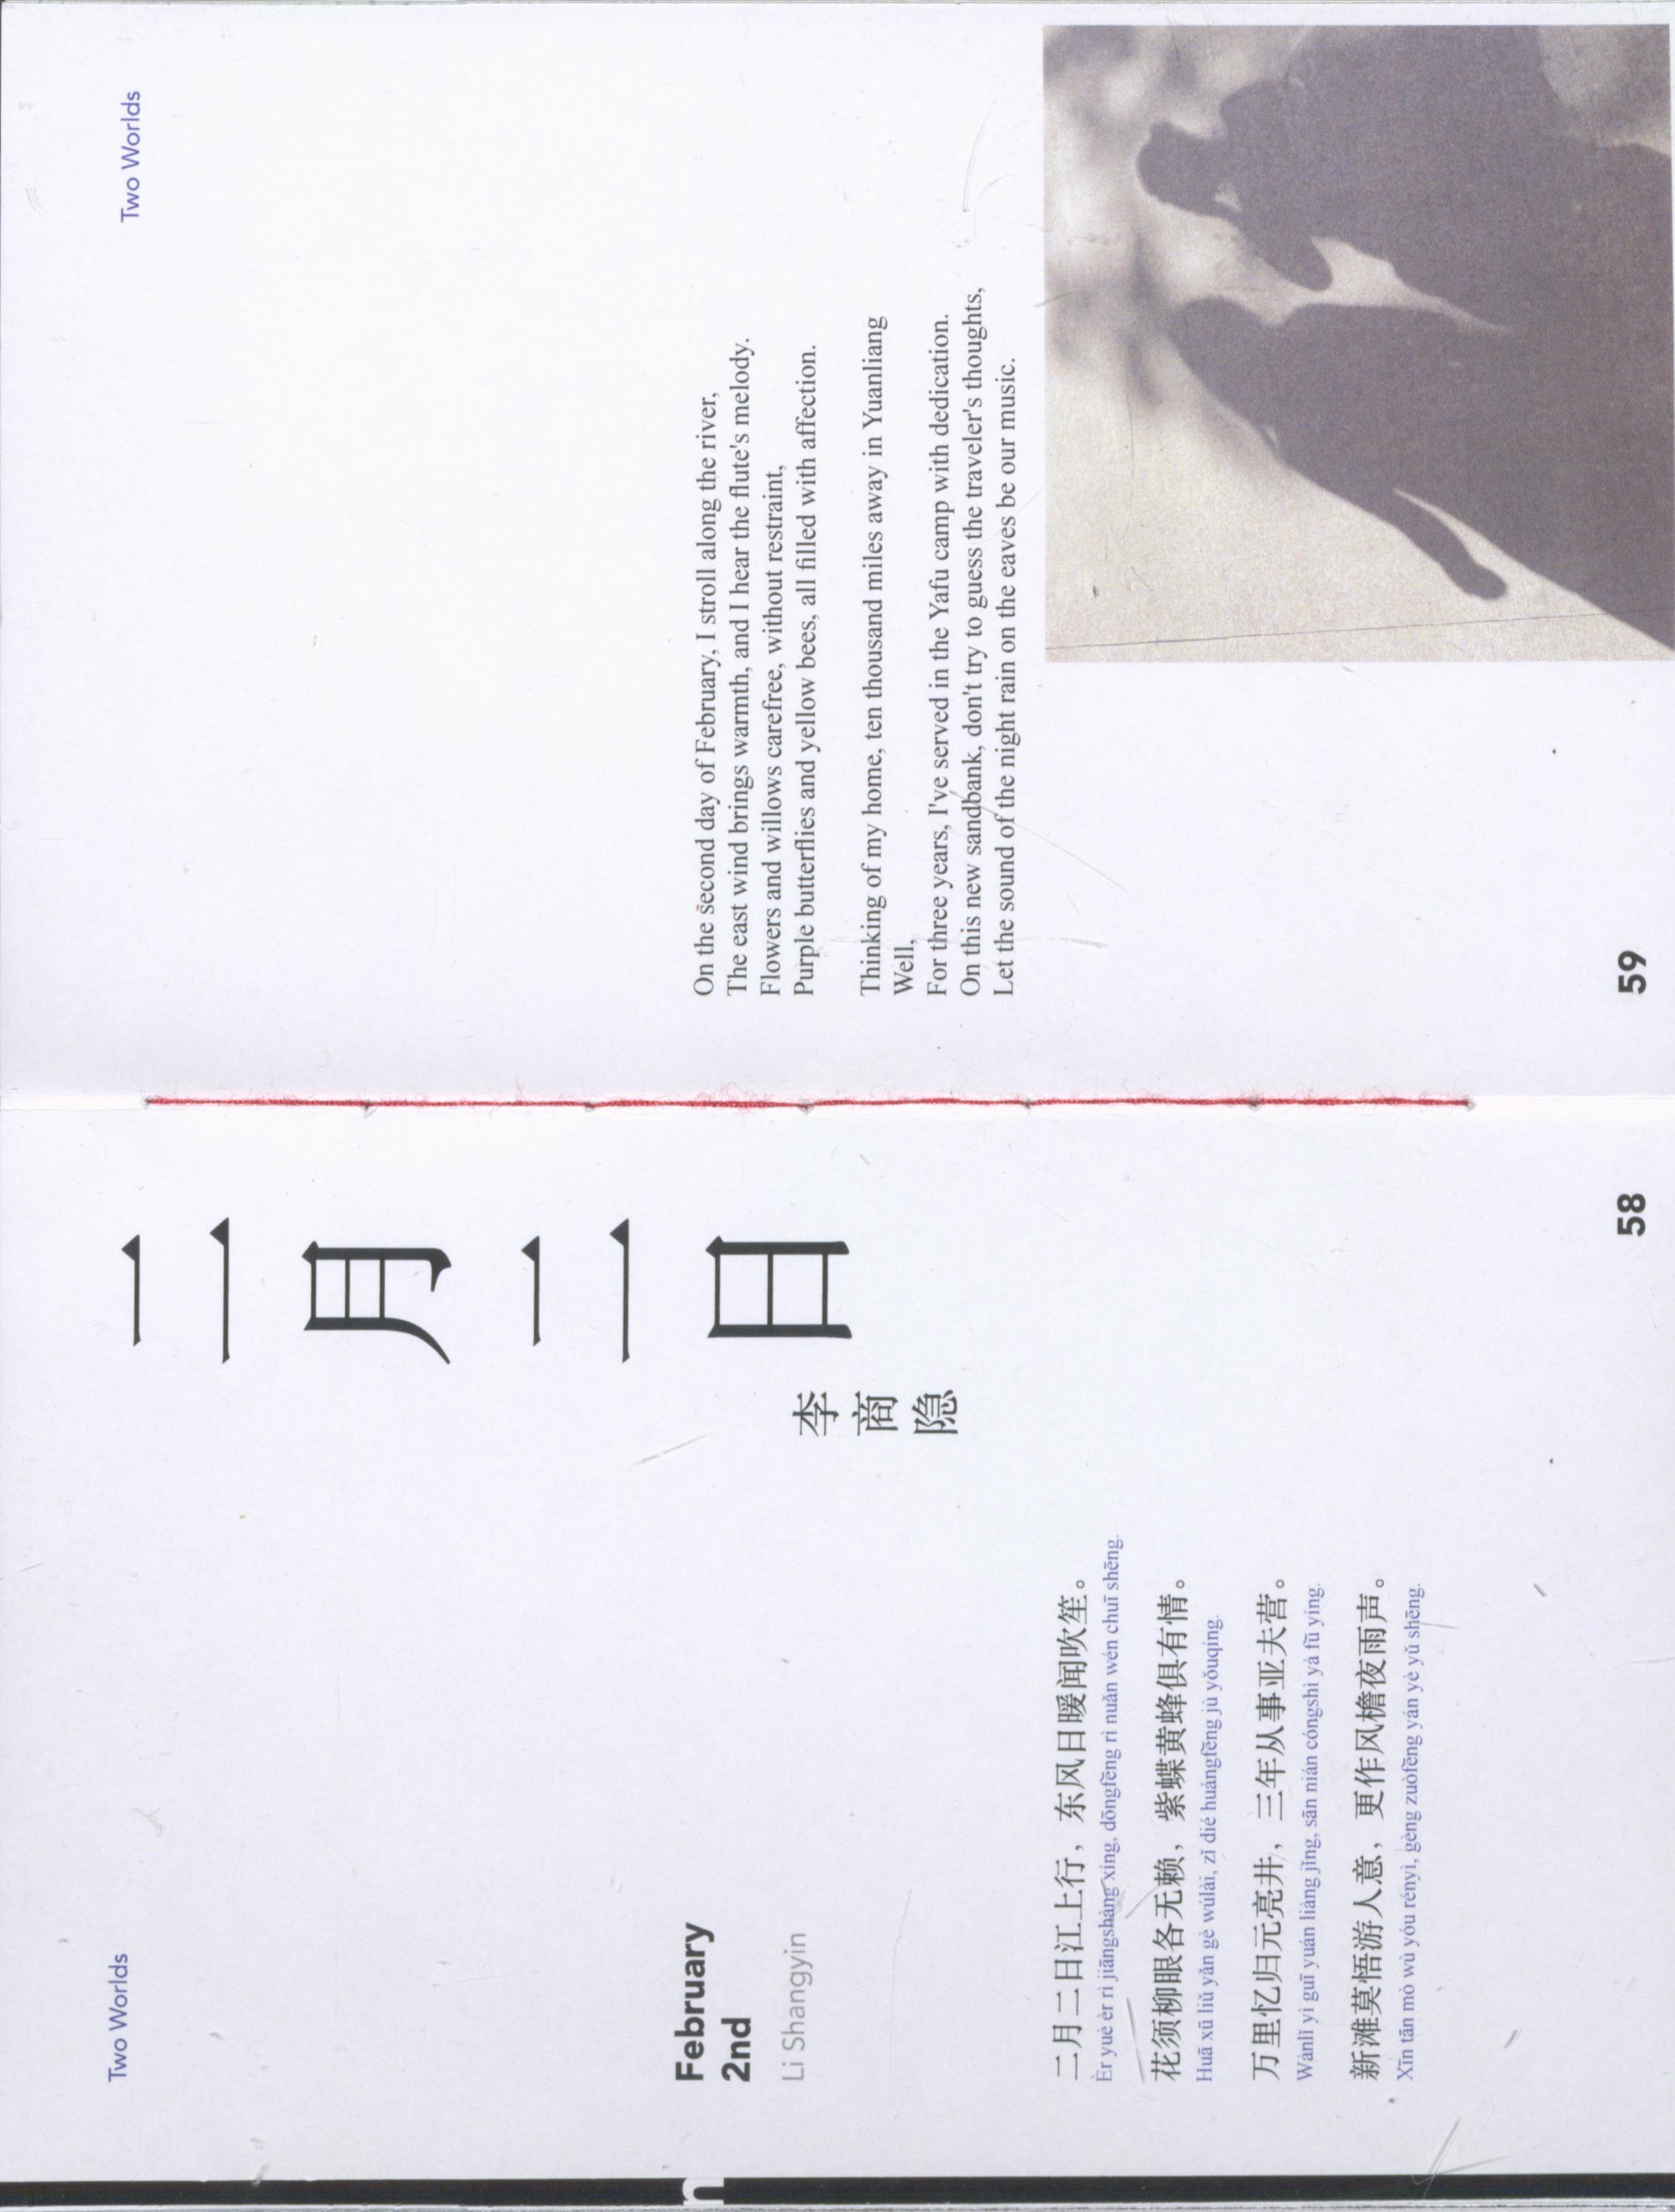 Two Worlds
二月二日
李商隐
February
2nd
Li Shangyin
二月二日江上行，东风日暖闻吹笙。
Èr yuè èr rì jiāngshàng xíng, dōngfēng rì nuǎn wén chuī shēng.
花须柳眼各无赖，紫蝶黄蜂俱有情。
Huā xū liǔ yǎn gè wúlài, zǐ dié huángfēng jù yǒuqíng.
万里忆归元亮井，三年从事亚夫营。
Wànlǐ yì guī yuán liàng jǐng, sān nián cóngshì yà fū yíng.
新滩莫悟游人意，更作风檐夜雨声。
Xīn tān mò wù yóu rényì, gèng zuòfēng yán yè yǔ shēng.
58
Two Worlds
On the second day of February, I stroll along the river,
The east wind brings warmth, and I hear the flute's melody.
Flowers and willows carefree, without restraint,
Purple butterflies and yellow bees, all filled with affection.
Thinking of my home, ten thousand miles away in Yuanliang
Well,
For three years, I've served in the Yafu camp with dedication.
On this new sandbank, don't try to guess the traveler's thoughts,
Let the sound of the night rain on the eaves be our music.
59